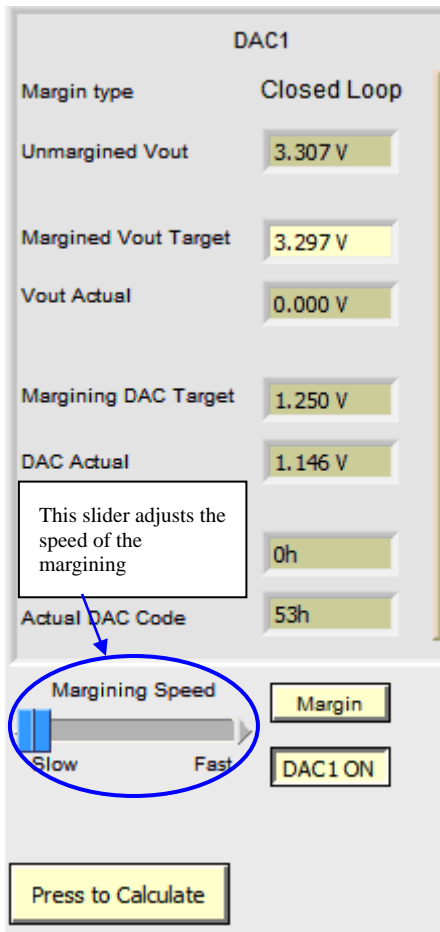 DAC1
Margin type Closed Loop
Unmargined Vout 3.307 V
Margined Vout Target 3.297 V
Vout Actual 0.000 V
Margining DAC Target 1.250 V
DAC Actual 1.146 V
This slider adjusts the
speed of the
margining
0h
Actual DAC Code 53h
Margining Speed
Margin
Slow Fast
DAC1 ON
Press to Calculate